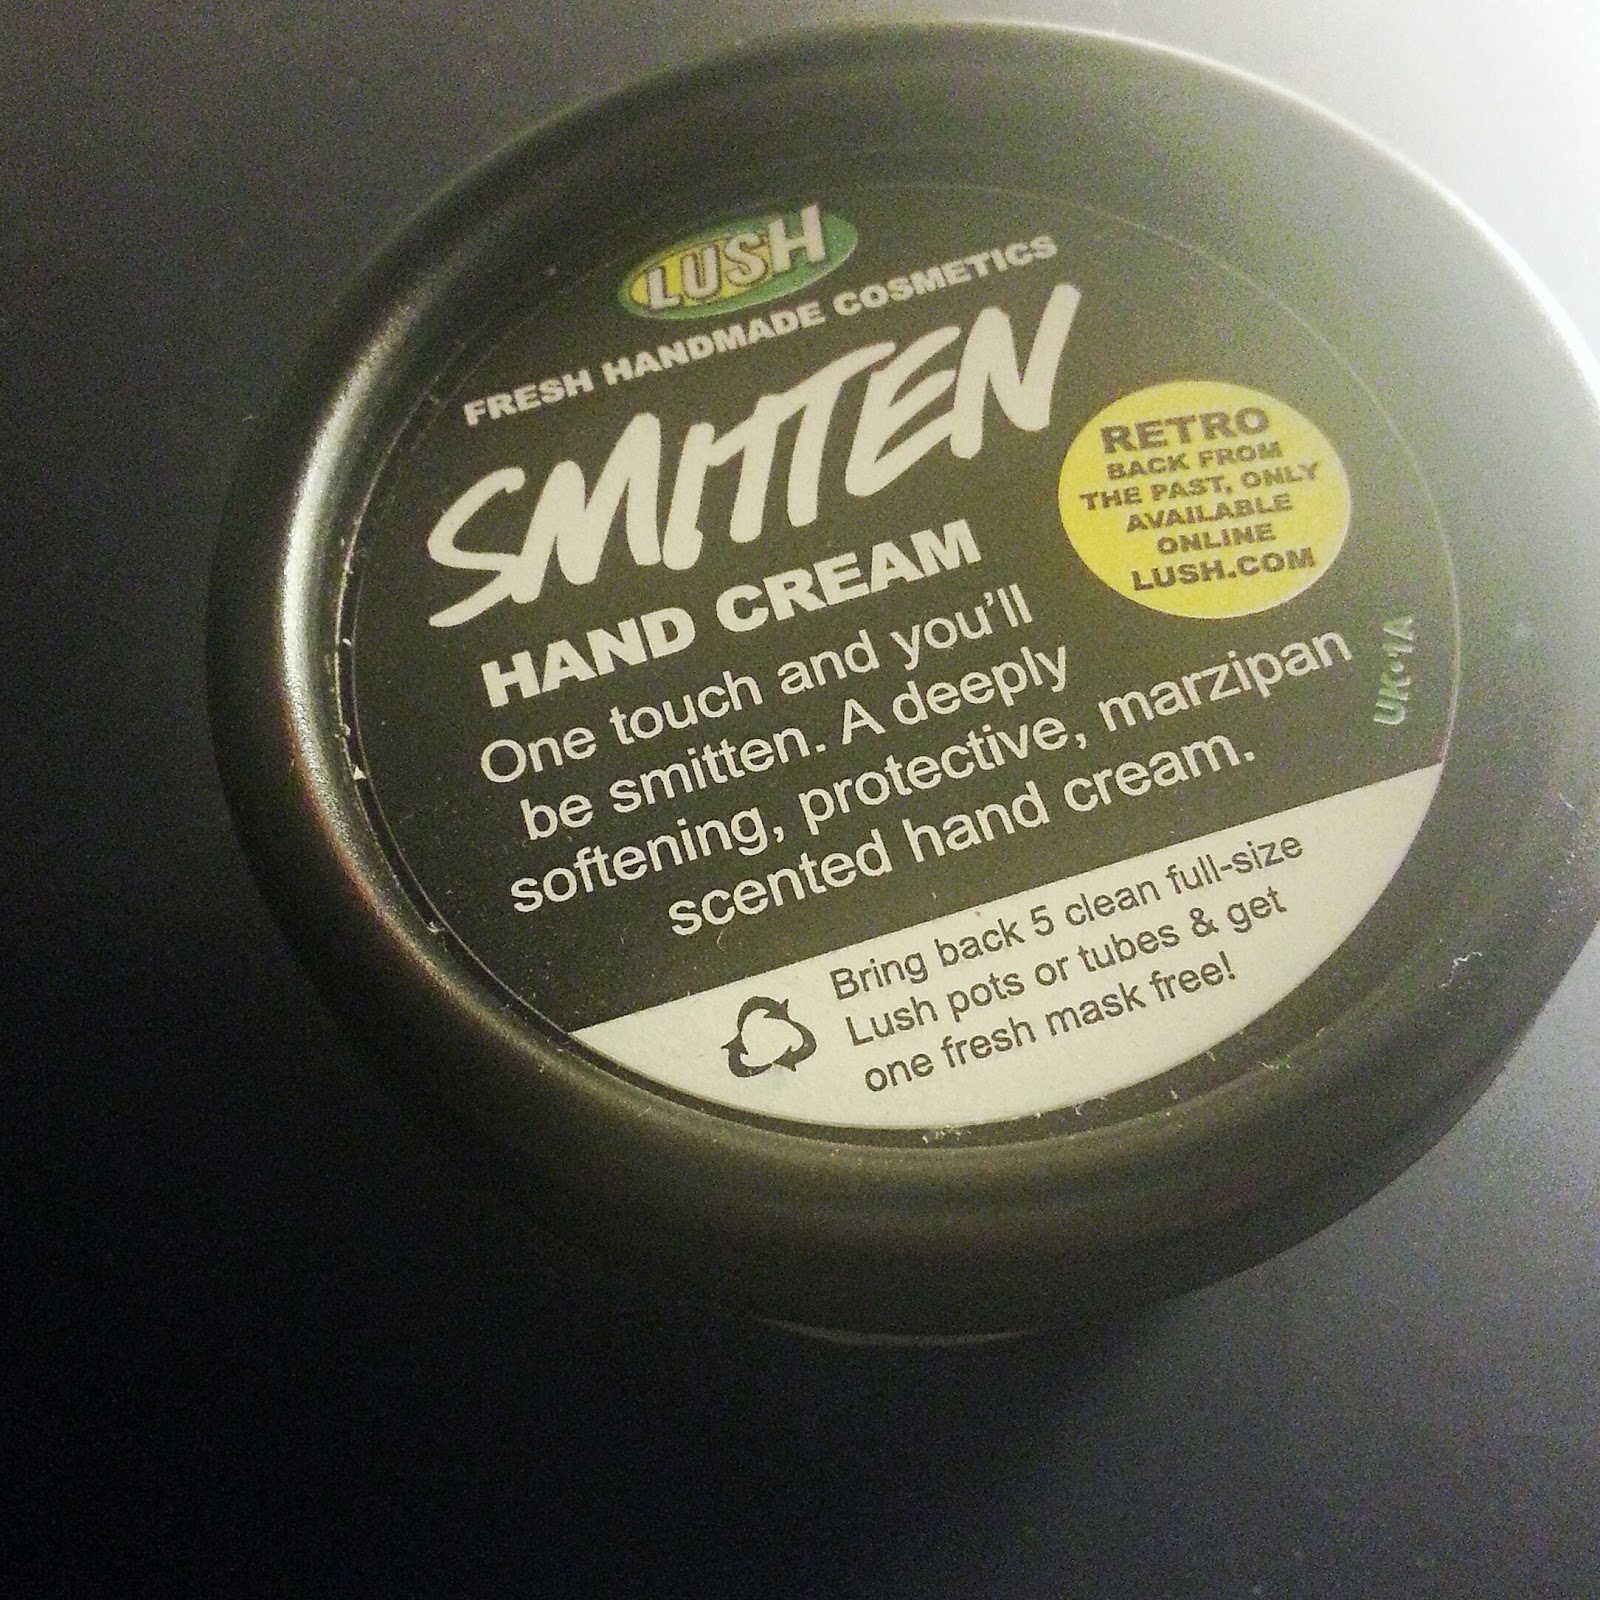 LUSH
FRESH HANDMADE COSMETICS
SMITTEN
HAND CREAM
One touch and you'll
be smitten. A deeply
softening, protective, marzipan
scented hand cream.
RETRO
BACK FROM
THE PAST, ONLY
AVAILABLE
ONLINE
LUSH.COM
Bring back 5 clean full-size
Lush pots or tubes & get
one fresh mask free!